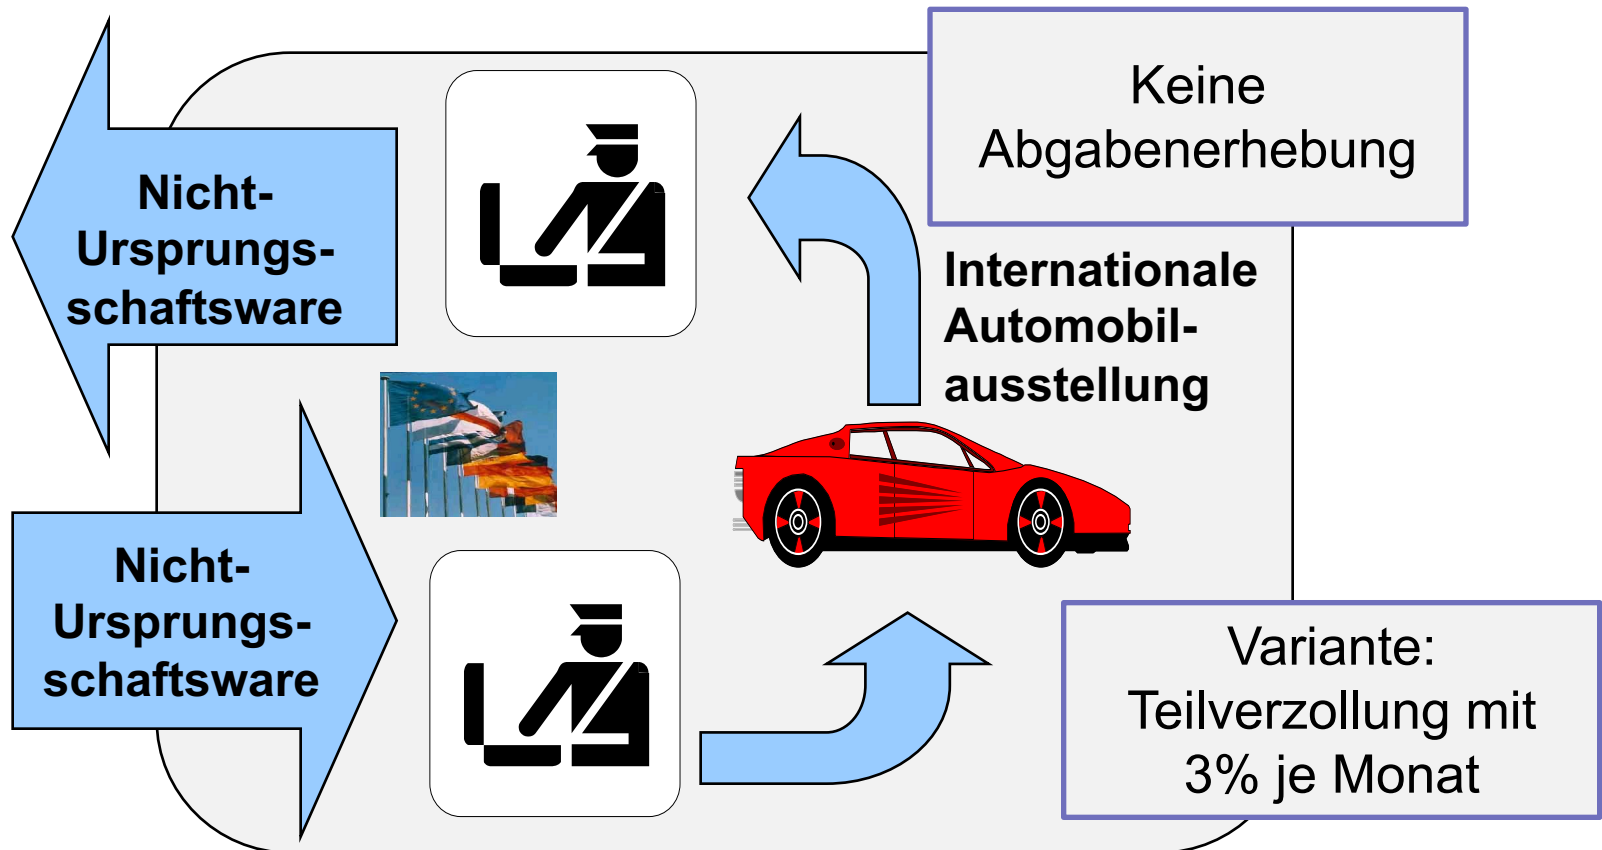 Keine
Abgabenerhebung
Nicht-
Ursprungs-
schaftsware
Internationale
Automobil-
ausstellung
Nicht-
Ursprungs-
schaftsware
Variante:
Teilverzollung mit
3% je Monat